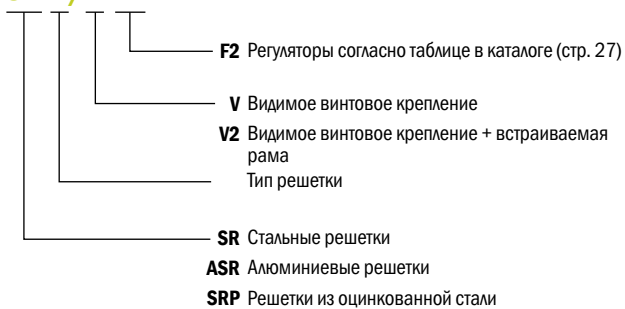 F2 Регуляторы согласно таблице в каталоге (стр. 27)
V Видимое винтовое крепление
V2 Видимое винтовое крепление + встраиваемая
рама
Тип решетки
SR Стальные решетки
ASR Алюминиевые решетки
SRP Решетки из оцинкованной стали